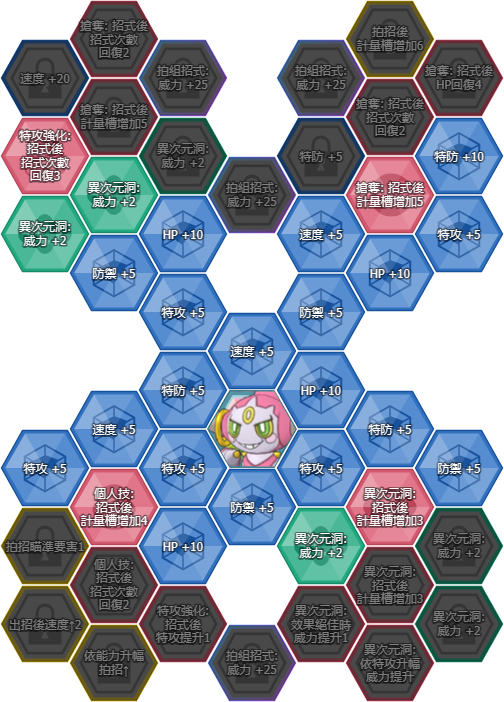 搶奪: 招式後
招式次數
回復2
拍招後
計量槽增加6
速度 +20
拍組招式:
威力 +25
拍組招式:
威力 +25
搶奪: 招式後
HP回復4
搶奪: 招式後
計量槽增加5
搶奪: 招式後
招式次數
回復2
特攻強化:
招式後
招式次數
回復3
異次元洞:
威力 +2
特防 +5
特防 +10
異次元洞:
威力 +2
拍組招式:
威力 +25
搶奪: 招式後
計量槽增加5
異次元洞:
威力 +2
HP +10
速度 +5
特攻 +5
防禦 +5
HP +10
特攻 +5
防禦 +5
速度 +5
特防 +5
HP +10
速度 +5
特防 +5
特攻 +5
特攻 +5
特攻 +5
防禦 +5
個人技:
招式後
計量槽增加4
防禦 +5
異次元洞:
招式後
計量槽增加3
拍招瞄準要害1
HP +10
異次元洞:
威力 +2
異次元洞:
威力 +2
個人技:
招式後
招式次數
回復2
異次元洞:
招式後
計量槽增加3
出招後速度↑2
特攻強化:
招式後
特攻提升1
異次元洞:
效果絕佳時
威力提升1
異次元洞:
威力 +2
依能力升幅
拍招↑
拍組招式:
威力 +25
異次元洞:
依特攻升幅
威力提升